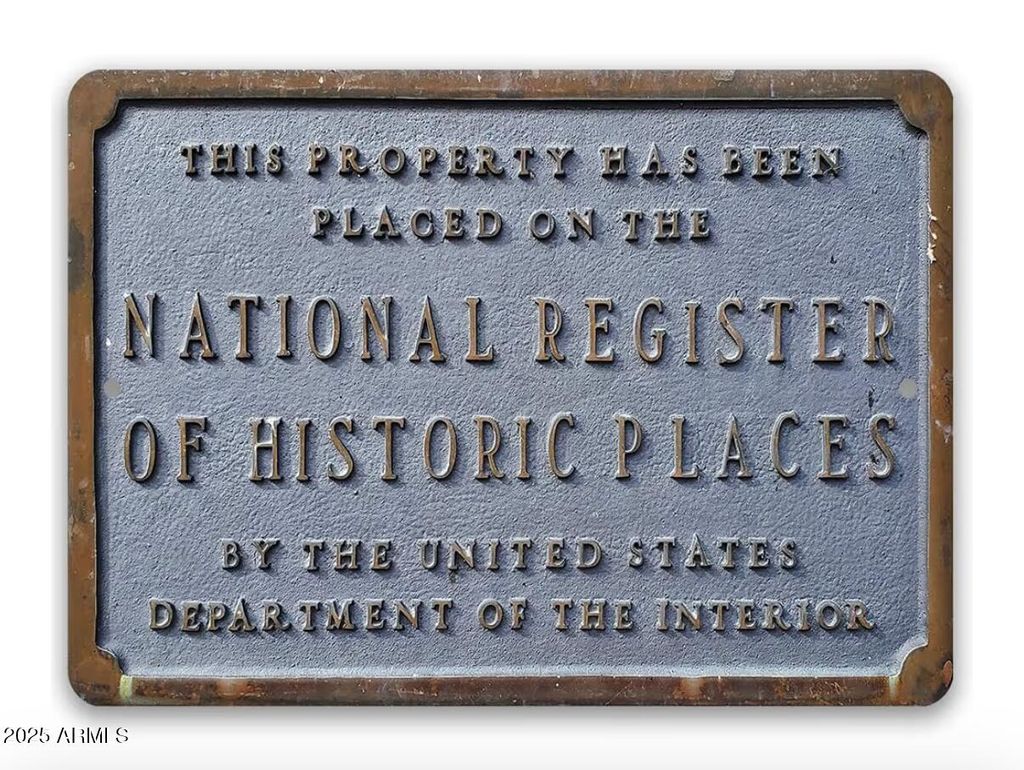 THIS PROPERTY HAS BEEN
PLACED ON THE
NATIONAL REGISTER
OF HISTORIC PLACES
BY THE UNITED STATES
DEPARTMENT OF THE INTERIOR
2025 ARMLS